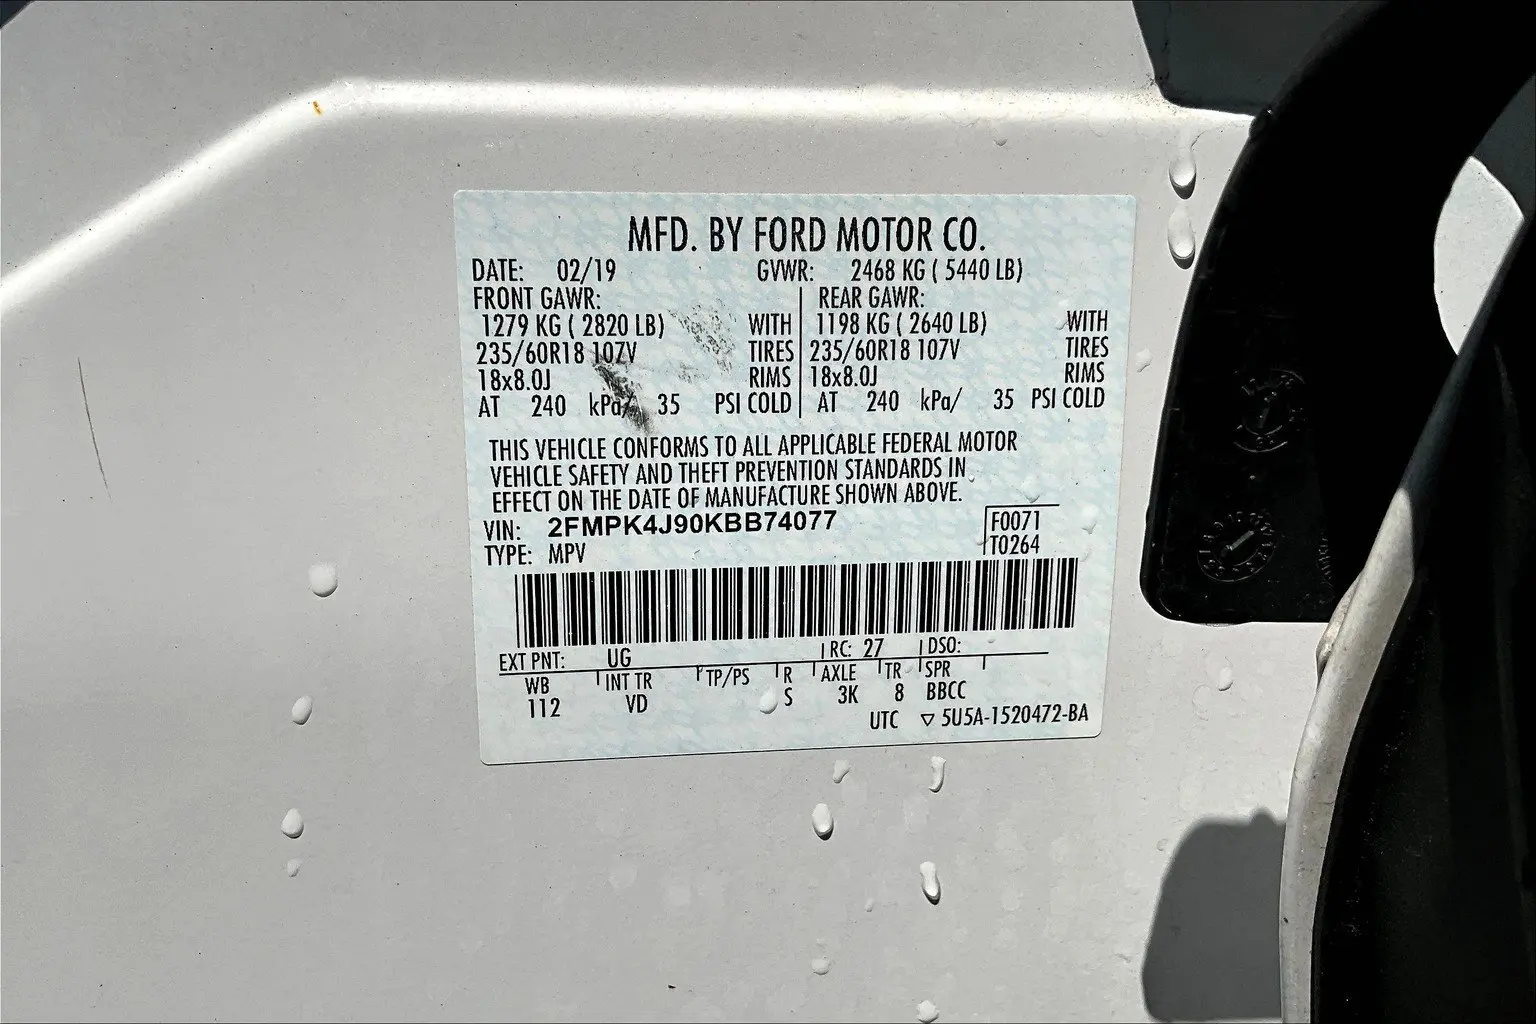 MFD. BY FORD MOTOR CO.
DATE: 02/19 GVWR: 2468 KG ( 5440 LB)
FRONT GAWR: REAR GAWR:
1279 KG ( 2820 LB) WITH 1198 KG ( 2640 LB) WITH
235/60R18 107V TIRES 235/60R18 107V TIRES
18x8.0J RIMS 18x8.0J RIMS
AT 240 kPa/ 35 PSI COLD AT 240 kPa/ 35 PSI COLD
THIS VEHICLE CONFORMS TO ALL APPLICABLE FEDERAL MOTOR
VEHICLE SAFETY AND THEFT PREVENTION STANDARDS IN
EFFECT ON THE DATE OF MANUFACTURE SHOWN ABOVE.
VIN: 2FMPK4J90KBB74077 F0071
TYPE: MPV T0264
EXT PNT: UG RC: 27 DSO:
WB INT TR TP/PS R AXLE TR SPR
112 VD S 3K 8 BBCC
UTC ▽ 5U5A-1520472-BA